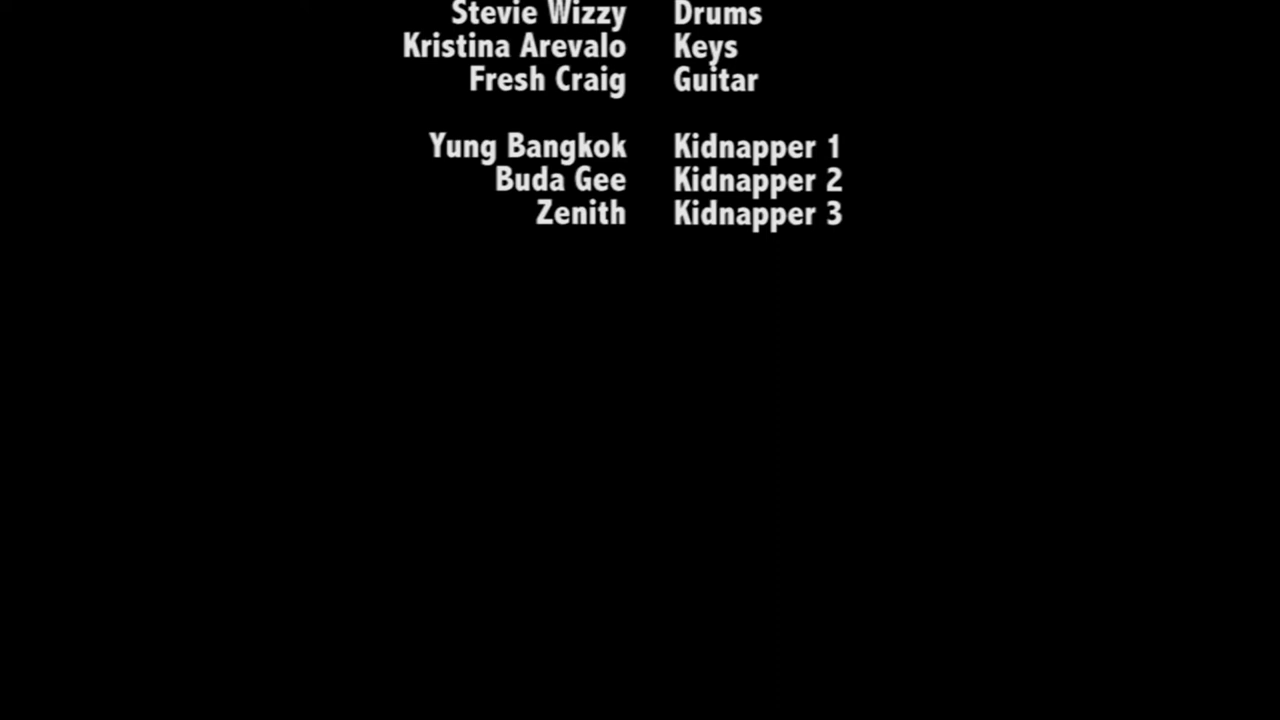 Stevie Wizzy Drums
Kristina Arevalo Keys
Fresh Craig Guitar
Yung Bangkok Kidnapper 1
Buda Gee Kidnapper 2
Zenith Kidnapper 3